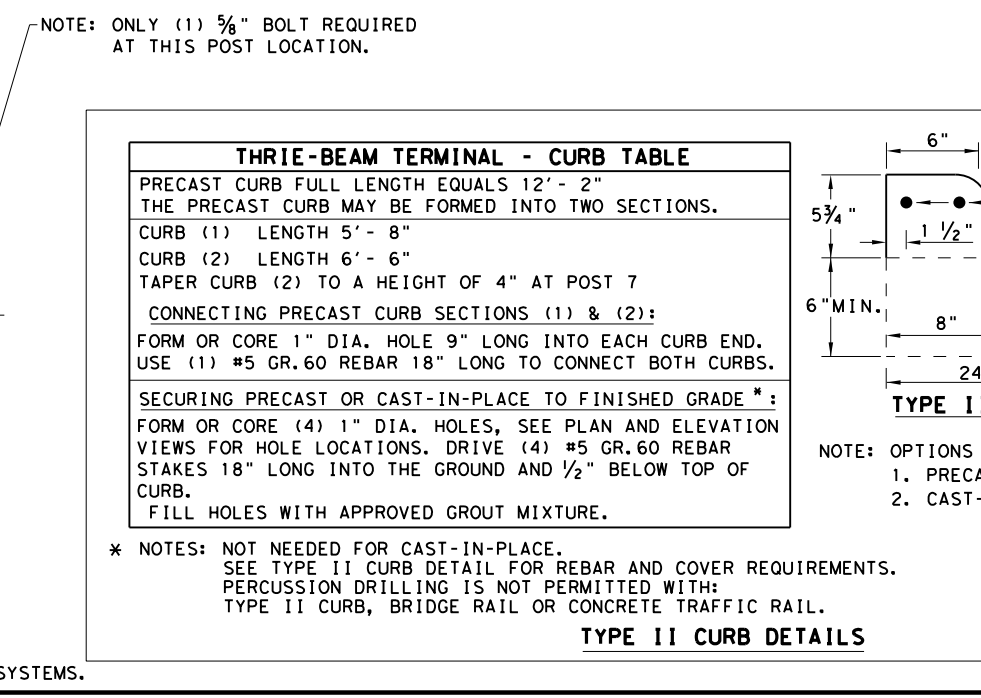 NOTE: ONLY (1) 5/8" BOLT REQUIRED
AT THIS POST LOCATION.
THRIE-BEAM TERMINAL - CURB TABLE
PRECAST CURB FULL LENGTH EQUALS 12'- 2"
THE PRECAST CURB MAY BE FORMED INTO TWO SECTIONS.
CURB (1) LENGTH 5'- 8"
CURB (2) LENGTH 6'- 6"
TAPER CURB (2) TO A HEIGHT OF 4" AT POST 7
CONNECTING PRECAST CURB SECTIONS (1) & (2):
FORM OR CORE 1" DIA. HOLE 9" LONG INTO EACH CURB END.
USE (1) #5 GR.60 REBAR 18" LONG TO CONNECT BOTH CURBS.
SECURING PRECAST OR CAST-IN-PLACE TO FINISHED GRADE *:
FORM OR CORE (4) 1" DIA. HOLES, SEE PLAN AND ELEVATION
VIEWS FOR HOLE LOCATIONS. DRIVE (4) #5 GR.60 REBAR
STAKES 18" LONG INTO THE GROUND AND 1/2" BELOW TOP OF
CURB.
FILL HOLES WITH APPROVED GROUT MIXTURE.
* NOTES: NOT NEEDED FOR CAST-IN-PLACE.
SEE TYPE II CURB DETAIL FOR REBAR AND COVER REQUIREMENTS.
PERCUSSION DRILLING IS NOT PERMITTED WITH:
TYPE II CURB, BRIDGE RAIL OR CONCRETE TRAFFIC RAIL.
TYPE II CURB DETAILS
6"
5 3/4 "
1 1/2"
6"MIN.
8"
24
TYPE I
NOTE: OPTIONS
1. PRECA
2. CAST-
SYSTEMS.